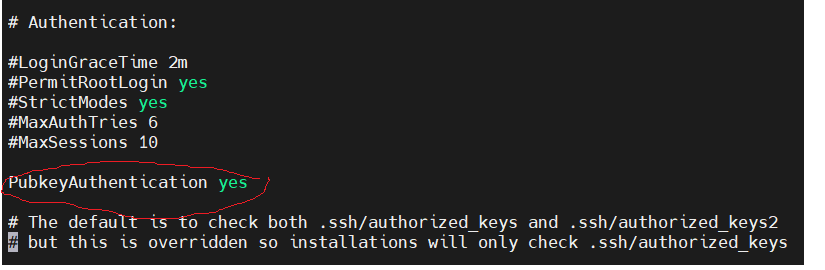 # Authentication:
#LoginGraceTime 2m
#PermitRootLogin yes
#StrictModes yes
#MaxAuthTries 6
#MaxSessions 10
PubkeyAuthentication yes
# The default is to check both .ssh/authorized_keys and .ssh/authorized_keys2
# but this is overridden so installations will only check .ssh/authorized_keys